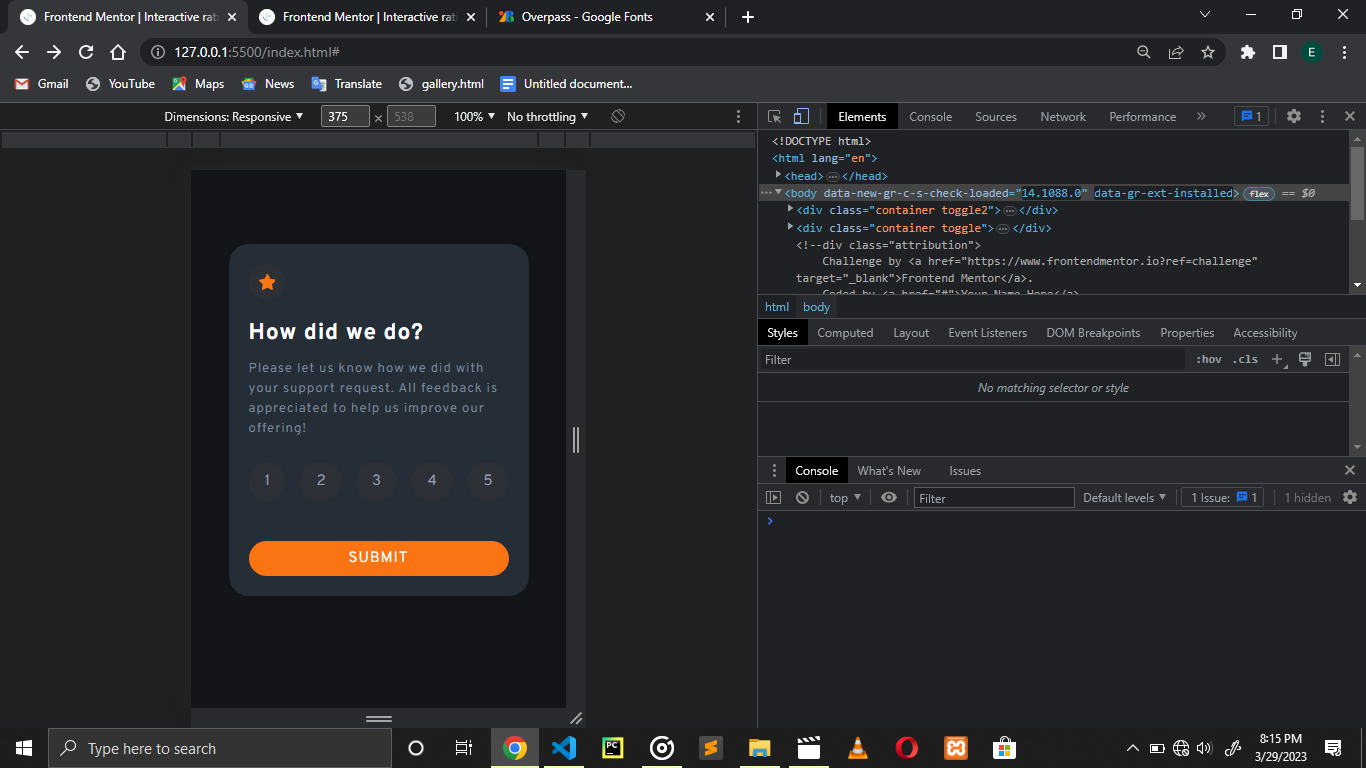 Frontend Mentor | Interactive rati
Frontend Mentor | Interactive rati
Overpass - Google Fonts
127.0.0.1:5500/index.html#
E
Gmail
YouTube
Maps
News
Translate
gallery.html
Untitled document...
Dimensions: Responsive
375
×
538
100%
No throttling
Elements
Console
Sources
Network
Performance
»
1
<!DOCTYPE html>
<html lang="en">
<head>…</head>
<body data-new-gr-c-s-check-loaded="14.1088.0" data-gr-ext-installed> flex == $0
<div class="container toggle2">…</div>
<div class="container toggle">…</div>
<!--div class="attribution">
Challenge by <a href="https://www.frontendmentor.io?ref=challenge"
target="_blank">Frontend Mentor</a>.
Coded by <a href="#">Your Name Here</a>
html
body
Styles
Computed
Layout
Event Listeners
DOM Breakpoints
Properties
Accessibility
Filter
:hov
.cls
No matching selector or style
Console
What's New
Issues
top
Filter
Default levels
1 Issue:
1
1 hidden
How did we do?
Please let us know how we did with
your support request. All feedback is
appreciated to help us improve our
offering!
1
2
3
4
5
SUBMIT
Type here to search
PC
8:15 PM
3/29/2023